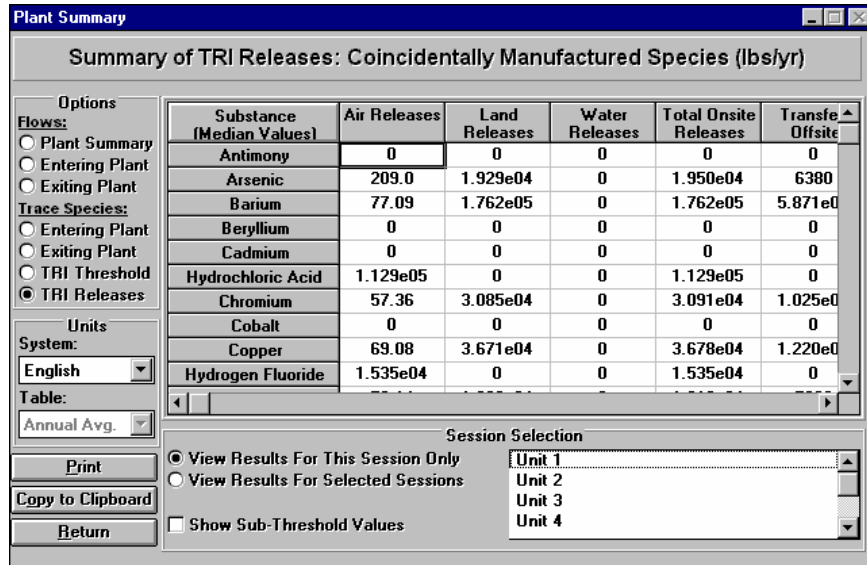 Plant Summary
Summary of TRI Releases: Coincidentally Manufactured Species (lbs/yr)
Options
Flows:
Plant Summary
Entering Plant
Exiting Plant
Trace Species:
Entering Plant
Exiting Plant
TRI Threshold
TRI Releases
Units
System:
English
Table:
Annual Avg.
Print
Copy to Clipboard
Return
Substance (Median Values) Air Releases Land Releases Water Releases Total Onsite Releases Transfe Offsite
Antimony 0 0 0 0 0
Arsenic 209.0 1.929e04 0 1.950e04 6380
Barium 77.09 1.762e05 0 1.762e05 5.871e0
Beryllium 0 0 0 0 0
Cadmium 0 0 0 0 0
Hydrochloric Acid 1.129e05 0 0 1.129e05 0
Chromium 57.36 3.085e04 0 3.091e04 1.025e0
Cobalt 0 0 0 0 0
Copper 69.08 3.671e04 0 3.678e04 1.220e0
Hydrogen Fluoride 1.535e04 0 0 1.535e04 0
Session Selection
View Results For This Session Only
View Results For Selected Sessions
Show Sub-Threshold Values
Unit 1
Unit 2
Unit 3
Unit 4